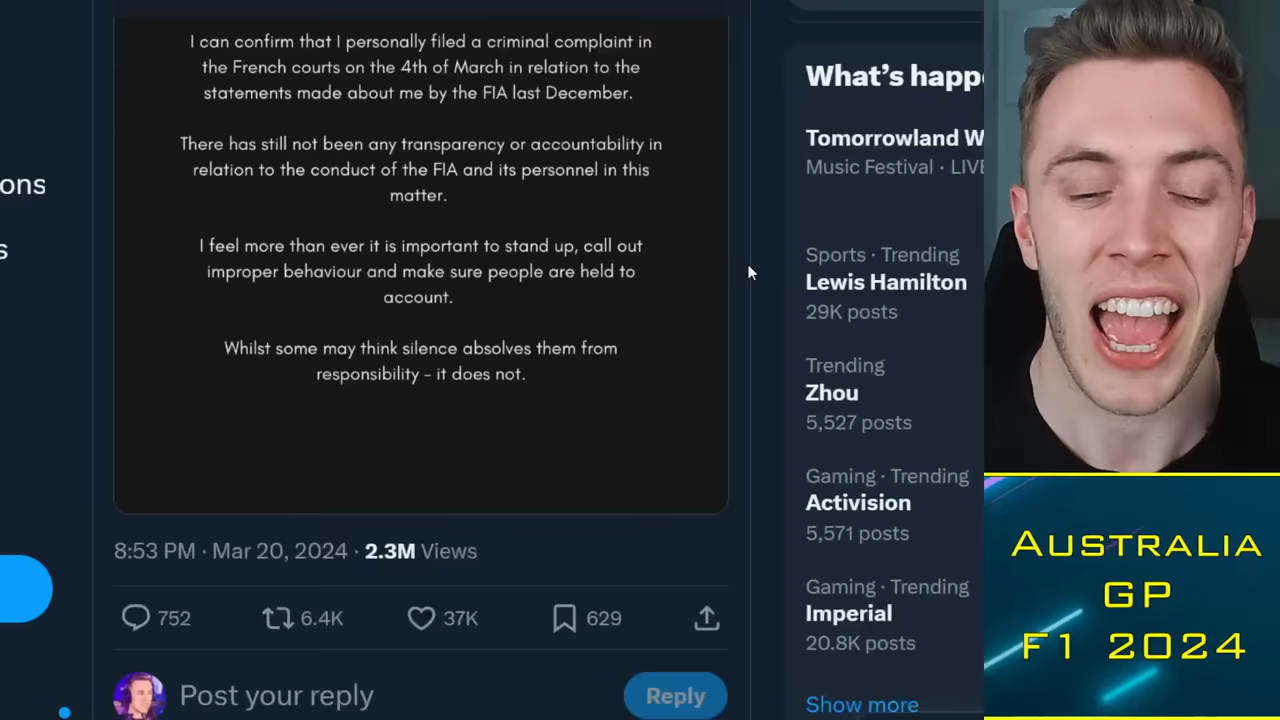 I can confirm that I personally filed a criminal complaint in
the French courts on the 4th of March in relation to the
statements made about me by the FIA last December.
There has still not been any transparency or accountability in
relation to the conduct of the FIA and its personnel in this
matter.
I feel more than ever it is important to stand up, call out
improper behaviour and make sure people are held to
account.
Whilst some may think silence absolves them from
responsibility - it does not.
8:53 PM · Mar 20, 2024 · 2.3M Views
752 6.4K 37K 629
Post your reply
Reply
ons
s
What's happe
Tomorrowland W
Music Festival · LIVE
Sports · Trending
Lewis Hamilton
29K posts
Trending
Zhou
5,527 posts
Gaming · Trending
Activision
5,571 posts
Gaming · Trending
Imperial
20.8K posts
Show more
AUSTRALIA
GP
F1 2024